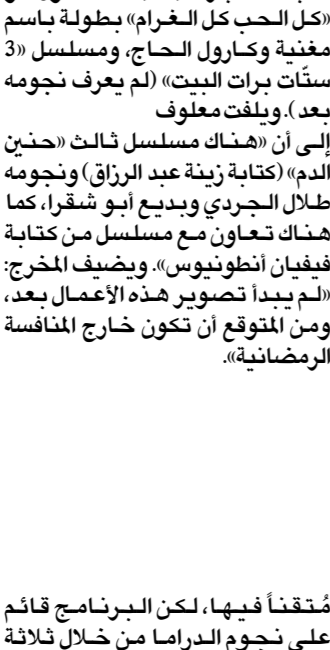 «كل الحب كل الغرام» بطولة باسم
مغنية وكارول الحاج، ومسلسل «3
ستّات برات البيت» (لم يعرف نجومه
بعد). ويلفت معلوف
إلى أن «هناك مسلسل ثالث «حنين
الدم» (كتابة زينة عبد الرزاق) ونجومه
طلال الجردي وبديع أبو شقرا، كما
هناك تعاون مع مسلسل من كتابة
فيفيان أنطونيوس». ويضيف المخرج:
«لم يبدأ تصوير هذه الأعمال بعد،
ومن المتوقع أن تكون خارج المنافسة
الرمضانية».
مُتقناً فيها، لكن البرنامج قائم
على نجوم الدراما من خلال ثلاثة